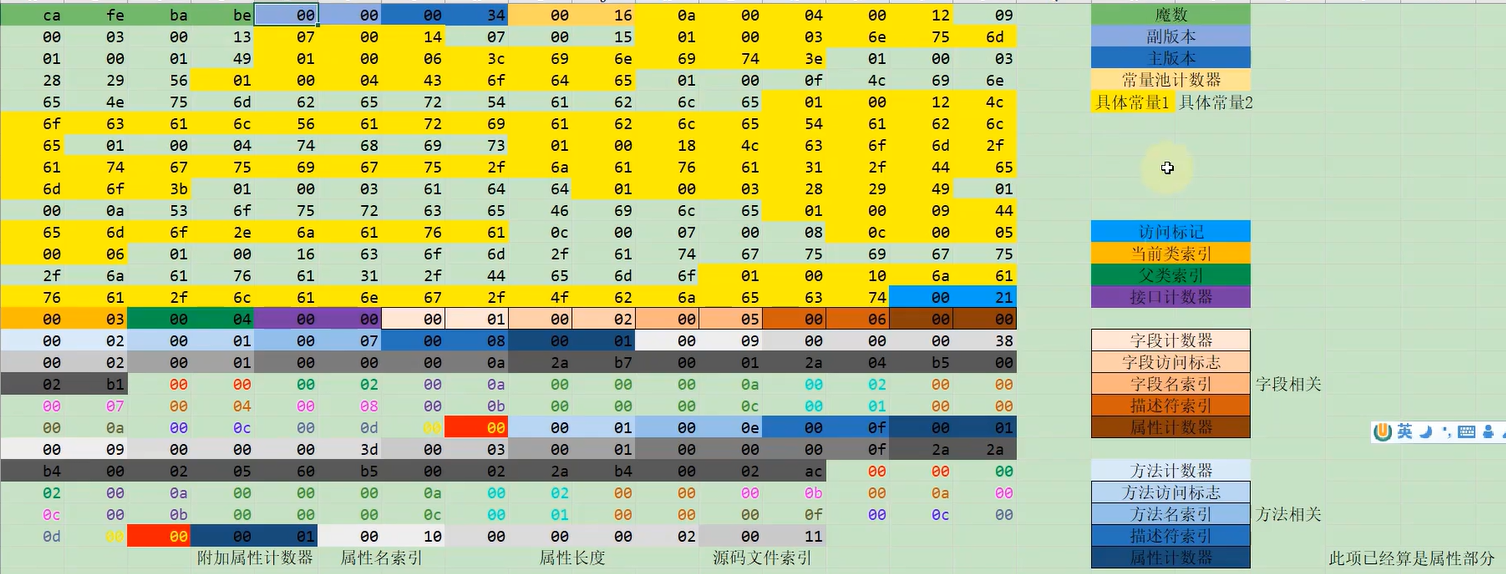 ca fe ba be 00 00 00 34 00 16 0a 00 04 00 12 09 魔数
00 03 00 13 07 00 14 07 00 15 01 00 03 6e 75 6d 副版本
01 00 01 49 01 00 06 3c 69 6e 69 74 3e 01 00 03 主版本
28 29 56 01 00 04 43 6f 64 65 01 00 0f 4c 69 6e 常量池计数器
65 4e 75 6d 62 65 72 54 61 62 6c 65 01 00 12 4c 具体常量1 具体常量2
6f 63 61 6c 56 61 72 69 61 62 6c 65 54 61 62 6c
65 01 00 04 74 68 69 73 01 00 18 4c 63 6f 6d 2f
61 74 67 75 69 67 75 2f 6a 61 76 61 31 2f 44 65
6d 6f 3b 01 00 03 61 64 64 01 00 03 28 29 49 01
00 0a 53 6f 75 72 63 65 46 69 6c 65 01 00 09 44
65 6d 6f 2e 6a 61 76 61 0c 00 07 00 08 0c 00 05 访问标记
00 06 01 00 16 63 6f 6d 2f 61 74 67 75 69 67 75 当前类索引
2f 6a 61 76 61 31 2f 44 65 6d 6f 01 00 10 6a 61 父类索引
76 61 2f 6c 61 6e 67 2f 4f 62 6a 65 63 74 00 21 接口计数器
00 03 00 04 00 00 00 01 00 02 00 05 00 06 00 00
00 02 00 01 00 07 00 08 00 01 00 09 00 00 00 38 字段计数器
00 02 00 01 00 00 00 0a 2a b7 00 01 2a 04 b5 00 字段访问标志
02 b1 00 00 00 02 00 0a 00 00 00 0a 00 02 00 00 字段名索引 字段相关
00 07 00 04 00 08 00 0b 00 00 00 0c 00 01 00 00 描述符索引
00 0a 00 0c 00 0d 00 00 00 01 00 0e 00 0f 00 01 属性计数器
00 09 00 00 00 3d 00 03 00 01 00 00 00 0f 2a 2a
b4 00 02 05 60 b5 00 02 2a b4 00 02 ac 00 00 00 方法计数器
02 00 0a 00 00 00 0a 00 02 00 00 00 0b 00 0a 00 方法访问标志
0c 00 0b 00 00 00 0c 00 01 00 00 00 0f 00 0c 00 方法名索引 方法相关
0d 00 00 00 01 00 10 00 00 00 02 00 11 描述符索引
附加属性计数器 属性名索引 属性长度 源码文件索引 属性计数器 此项已经算是属性部分
英